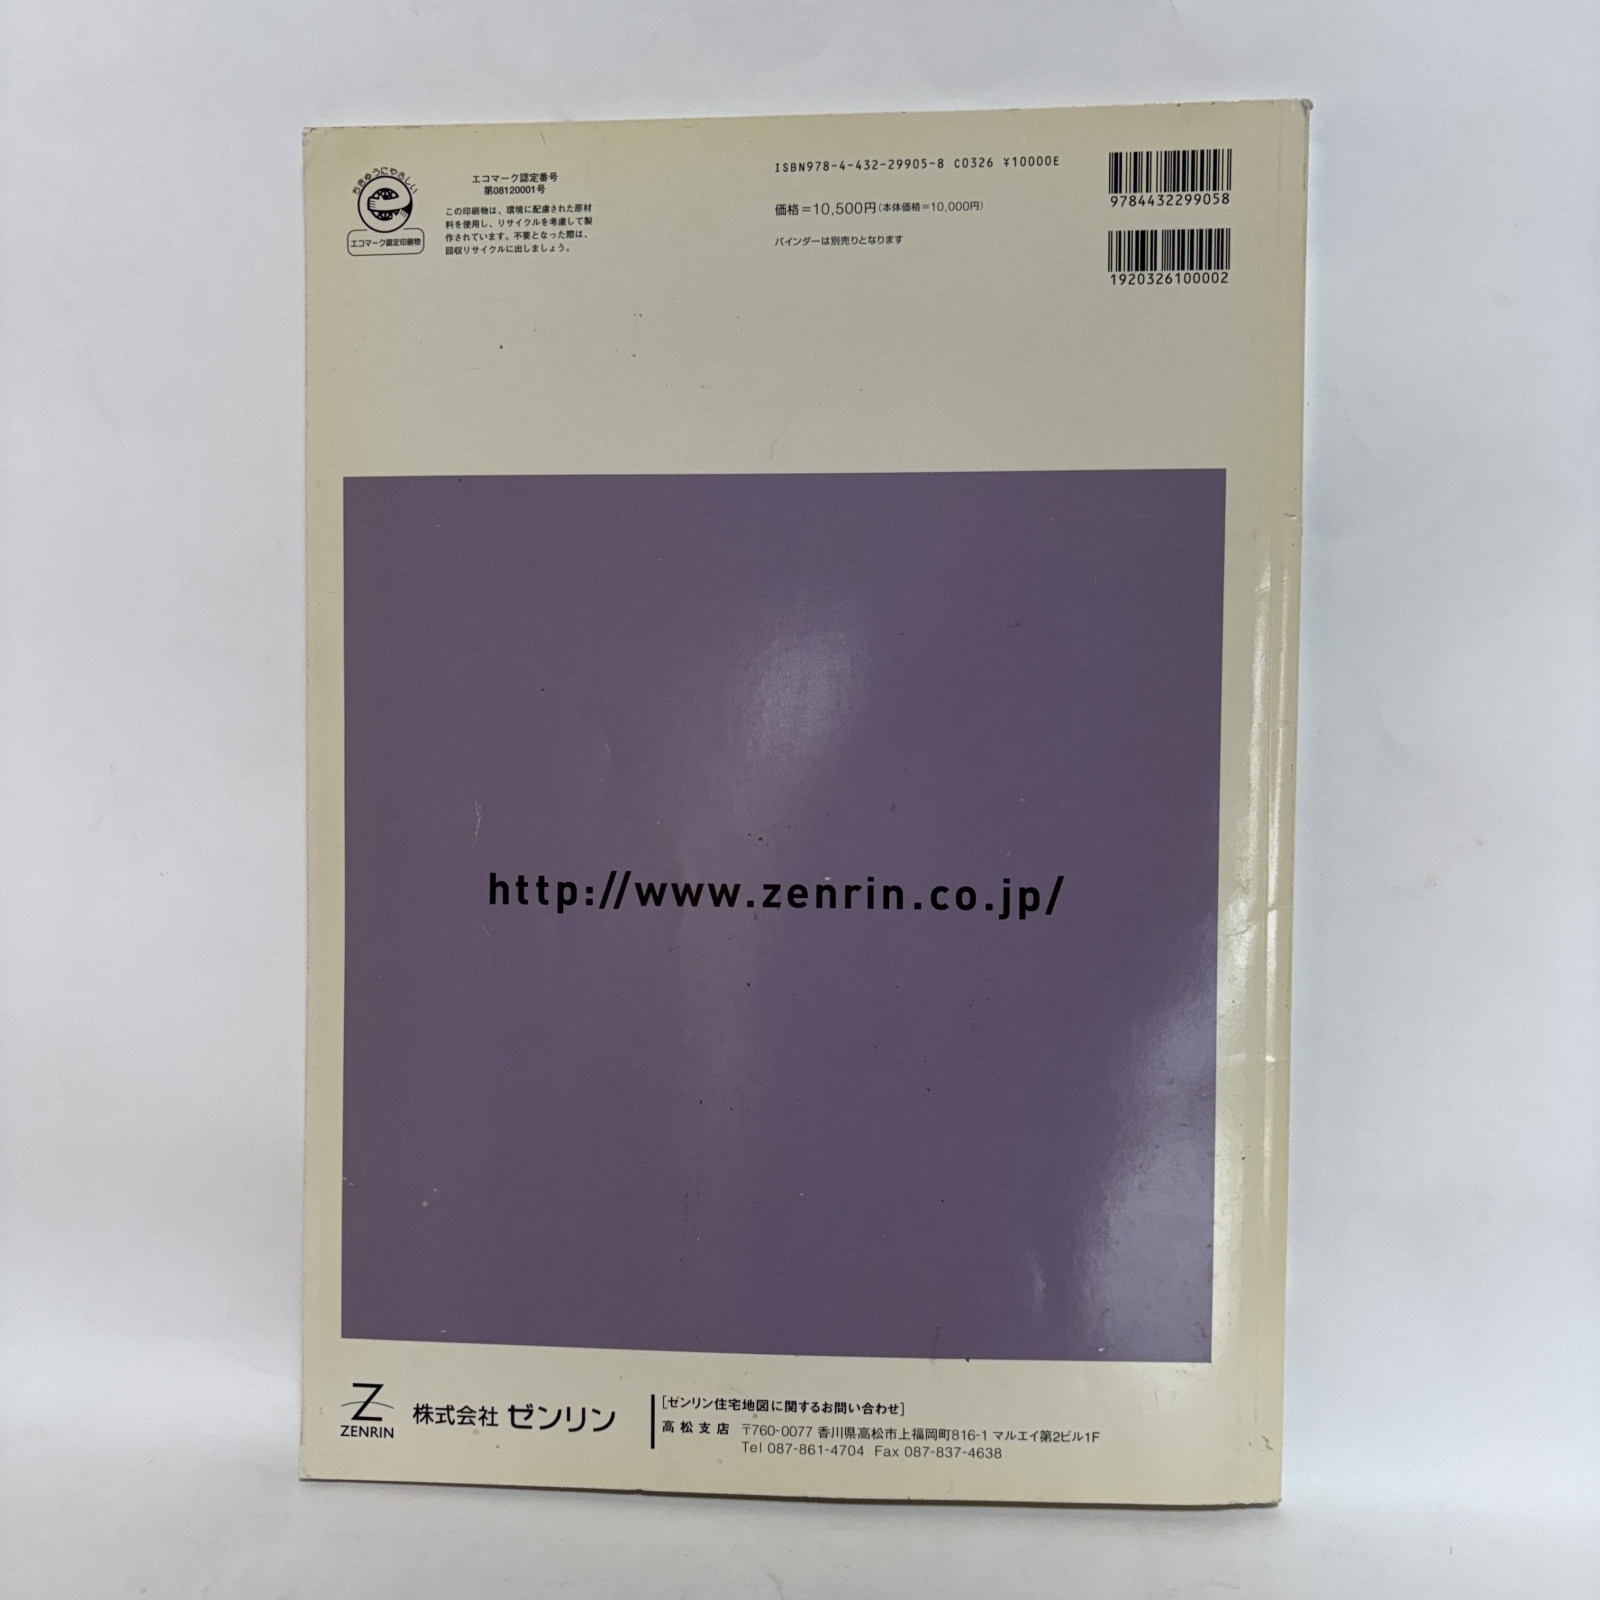 ちきゅうにやさしい
エコマーク認定印刷物
エコマーク認定番号
第08120001号
この印刷物は、環境に配慮された原材
料を使用し、リサイクルを考慮して製
作されています。不要となった際は、
回収リサイクルに出しましょう。
ISBN978-4-432-29905-8 C0326 ¥10000E
価格=10,500円(本体価格=10,000円)
バインダーは別売りとなります
9784432299058
1920326100002
http://www.zenrin.co.jp/
Z
ZENRIN
株式会社 ゼンリン
[ゼンリン住宅地図に関するお問い合わせ]
高松支店 〒760-0077 香川県高松市上福岡町816-1 マルエイ第2ビル1F
Tel 087-861-4704 Fax 087-837-4638